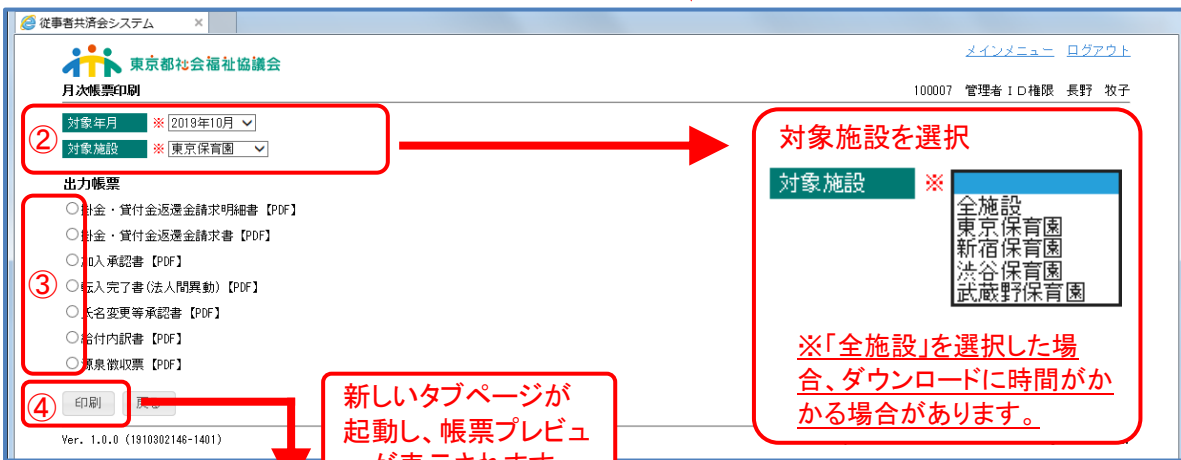 従事者共済会システム ×
メインメニュー ログアウト
東京都社会福祉協議会
月次帳票印刷
100007 管理者ID権限 長野 牧子
②
対象年月 ※ 2019年10月
対象施設 ※ 東京保育園
対象施設を選択
対象施設 ※
全施設
東京保育園
新宿保育園
渋谷保育園
武蔵野保育園
※「全施設」を選択した場
合、ダウンロードに時間がか
かる場合があります。
出力帳票
③
掛金・貸付金返還金請求明細書【PDF】
掛金・貸付金返還金請求書【PDF】
加入承認書【PDF】
転入完了書(法人間異動)【PDF】
氏名変更等承認書【PDF】
給付内訳書【PDF】
源泉徴収票【PDF】
④
印刷 戻る
新しいタブページが
起動し、帳票プレビュ
が表示されます
Ver. 1.0.0 (1910302146-1401)